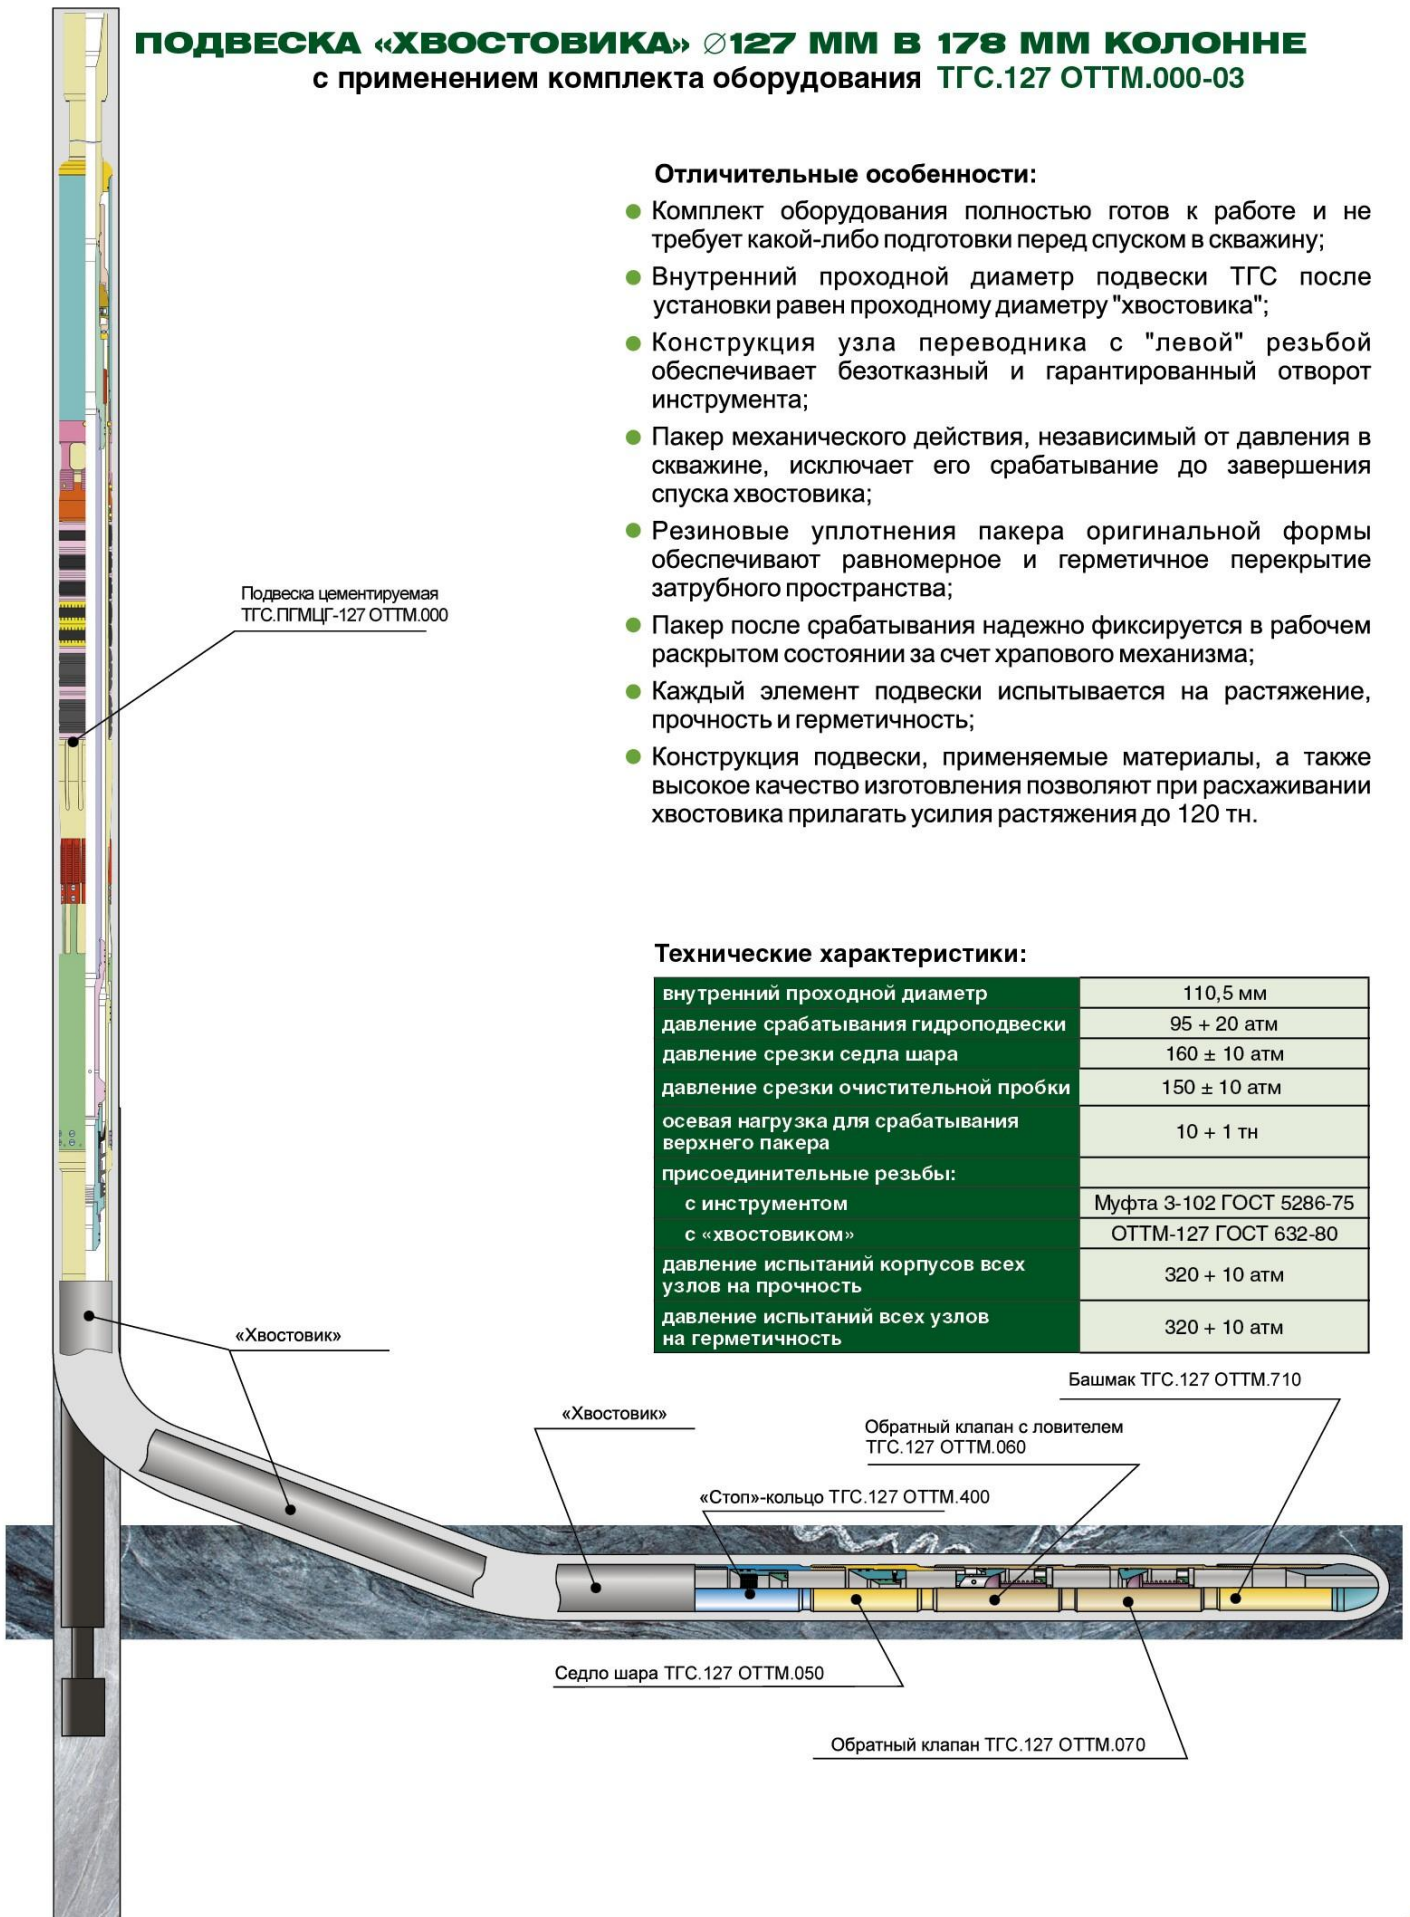 ПОДВЕСКА «ХВОСТОВИКА» ∅127 ММ В 178 ММ КОЛОННЕ
с применением комплекта оборудования ТГС.127 ОТТМ.000-03
Отличительные особенности:
Комплект оборудования полностью готов к работе и не
требует какой-либо подготовки перед спуском в скважину;
Внутренний проходной диаметр подвески ТГС после
установки равен проходному диаметру "хвостовика";
Конструкция узла переводника с "левой" резьбой
обеспечивает безотказный и гарантированный отворот
инструмента;
Пакер механического действия, независимый от давления в
скважине, исключает его срабатывание до завершения
спуска хвостовика;
Резиновые уплотнения пакера оригинальной формы
обеспечивают равномерное и герметичное перекрытие
затрубного пространства;
Пакер после срабатывания надежно фиксируется в рабочем
раскрытом состоянии за счет храпового механизма;
Каждый элемент подвески испытывается на растяжение,
прочность и герметичность;
Конструкция подвески, применяемые материалы, а также
высокое качество изготовления позволяют при расхаживании
хвостовика прилагать усилия растяжения до 120 тн.
Подвеска цементируемая
ТГС.ПГМЦГ-127 ОТТМ.000
Технические характеристики:
внутренний проходной диаметр 110,5 мм
давление срабатывания гидроподвески 95 + 20 атм
давление срезки седла шара 160 ± 10 атм
давление срезки очистительной пробки 150 ± 10 атм
осевая нагрузка для срабатывания
верхнего пакера 10 + 1 тн
присоединительные резьбы:
с инструментом Муфта З-102 ГОСТ 5286-75
с «хвостовиком» ОТТМ-127 ГОСТ 632-80
давление испытаний корпусов всех
узлов на прочность 320 + 10 атм
давление испытаний всех узлов
на герметичность 320 + 10 атм
«Хвостовик»
Башмак ТГС.127 ОТТМ.710
«Хвостовик»
Обратный клапан с ловителем
ТГС.127 ОТТМ.060
«Стоп»-кольцо ТГС.127 ОТТМ.400
Седло шара ТГС.127 ОТТМ.050
Обратный клапан ТГС.127 ОТТМ.070